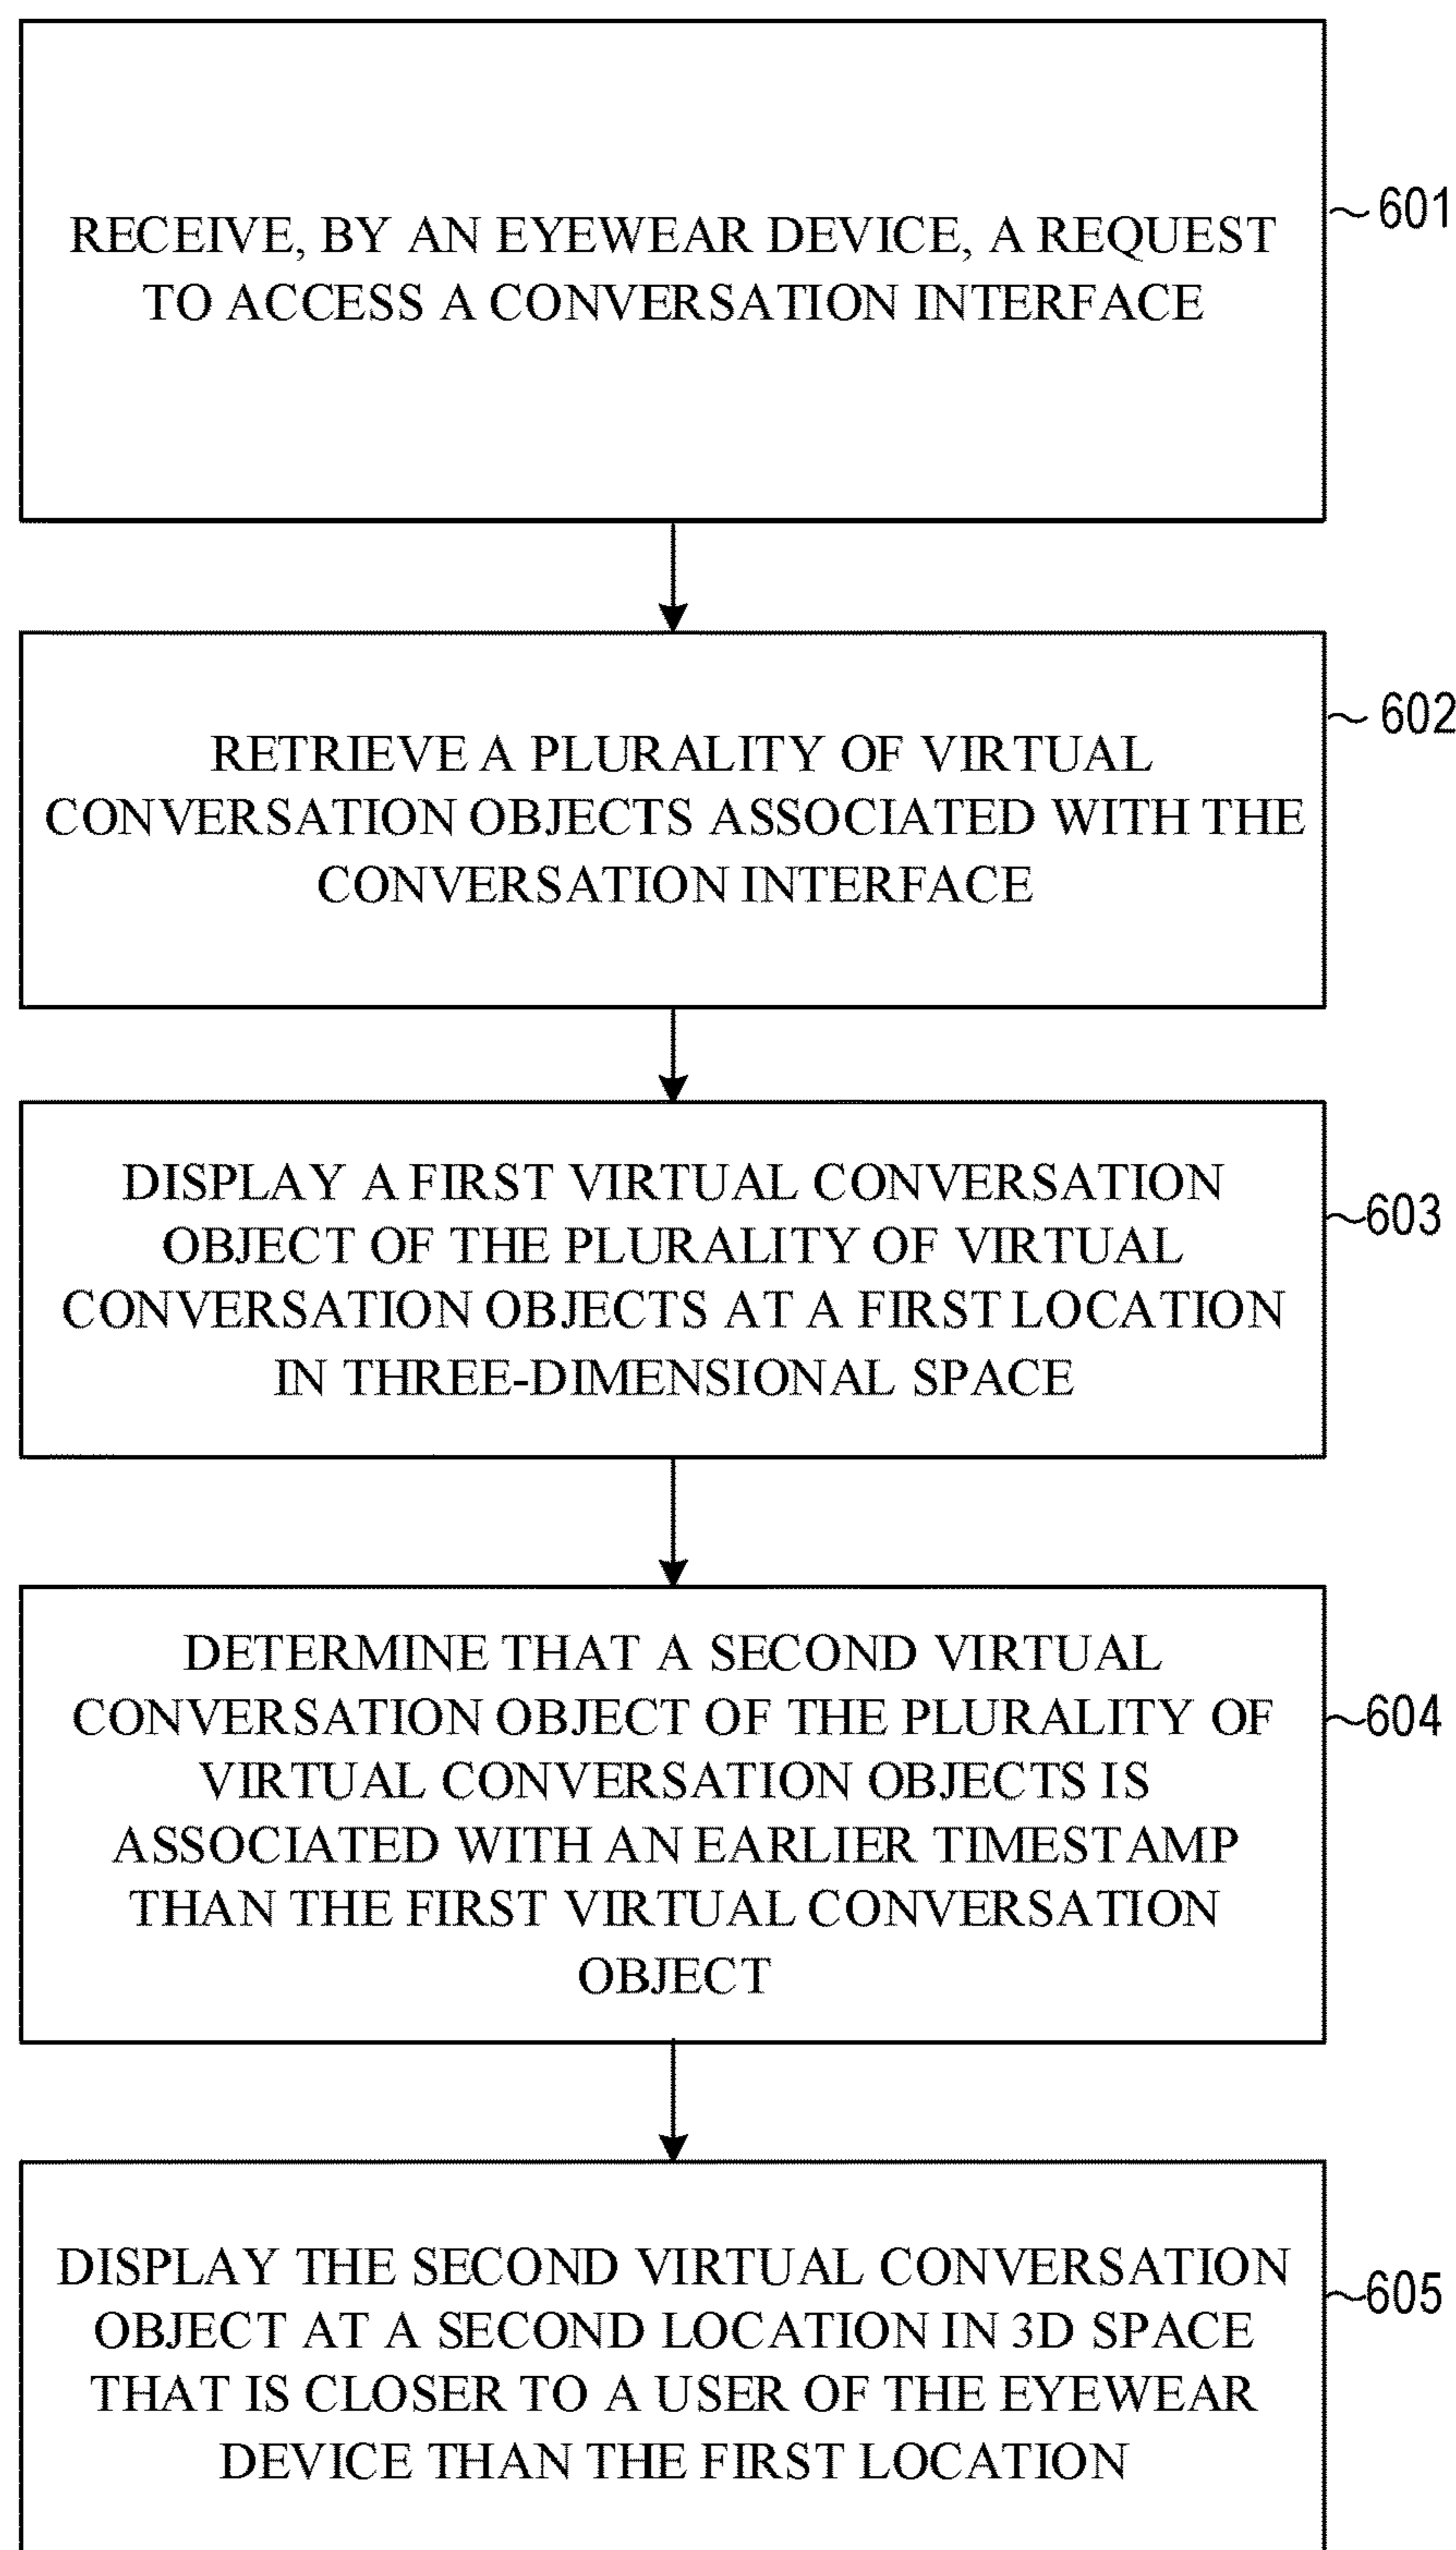 RECEIVE, BY AN EYEWEAR DEVICE, A REQUEST
TO ACCESS A CONVERSATION INTERFACE
601
RETRIEVE A PLURALITY OF VIRTUAL
CONVERSATION OBJECTS ASSOCIATED WITH THE
CONVERSATION INTERFACE
602
DISPLAY A FIRST VIRTUAL CONVERSATION
OBJECT OF THE PLURALITY OF VIRTUAL
CONVERSATION OBJECTS AT A FIRST LOCATION
IN THREE-DIMENSIONAL SPACE
603
DETERMINE THAT A SECOND VIRTUAL
CONVERSATION OBJECT OF THE PLURALITY OF
VIRTUAL CONVERSATION OBJECTS IS
ASSOCIATED WITH AN EARLIER TIMESTAMP
THAN THE FIRST VIRTUAL CONVERSATION
OBJECT
604
DISPLAY THE SECOND VIRTUAL CONVERSATION
OBJECT AT A SECOND LOCATION IN 3D SPACE
THAT IS CLOSER TO A USER OF THE EYEWEAR
DEVICE THAN THE FIRST LOCATION
605